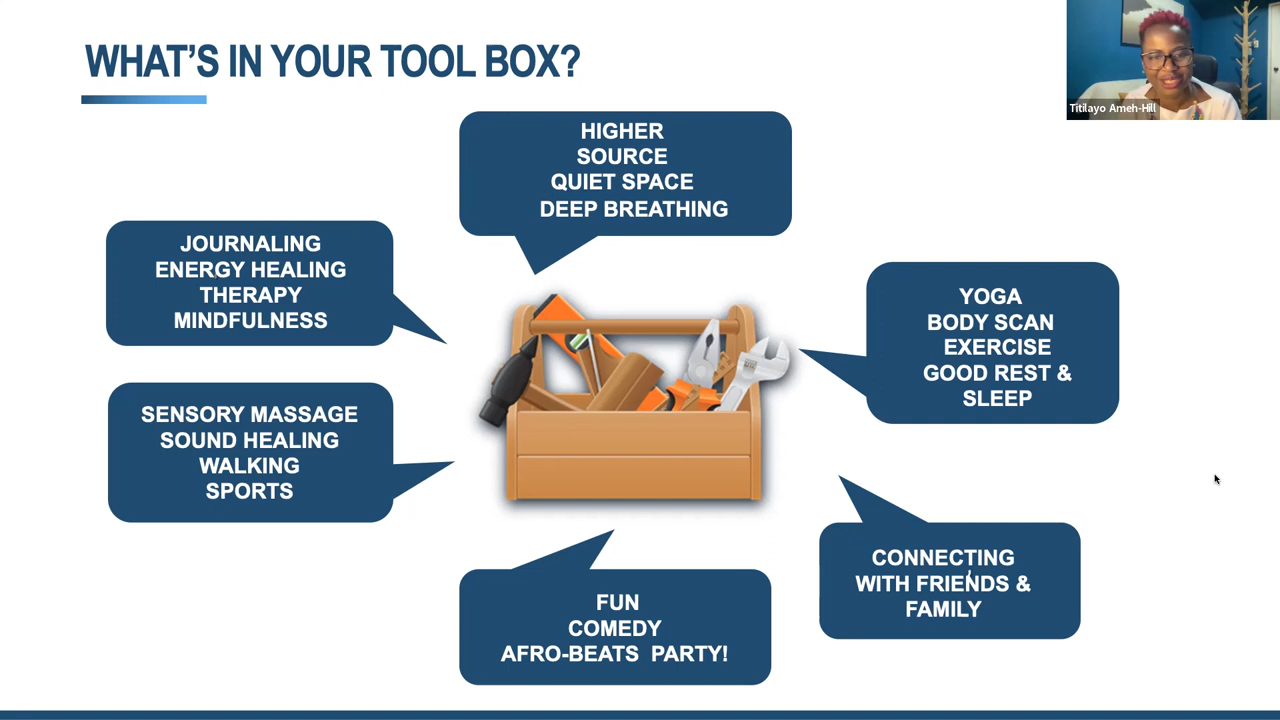 WHAT'S IN YOUR TOOL BOX?
Titilayo Ameh-Hill
HIGHER
SOURCE
QUIET SPACE
DEEP BREATHING
JOURNALING
ENERGY HEALING
THERAPY
MINDFULNESS
YOGA
BODY SCAN
EXERCISE
GOOD REST &
SLEEP
SENSORY MASSAGE
SOUND HEALING
WALKING
SPORTS
CONNECTING
WITH FRIENDS &
FAMILY
FUN
COMEDY
AFRO-BEATS PARTY!